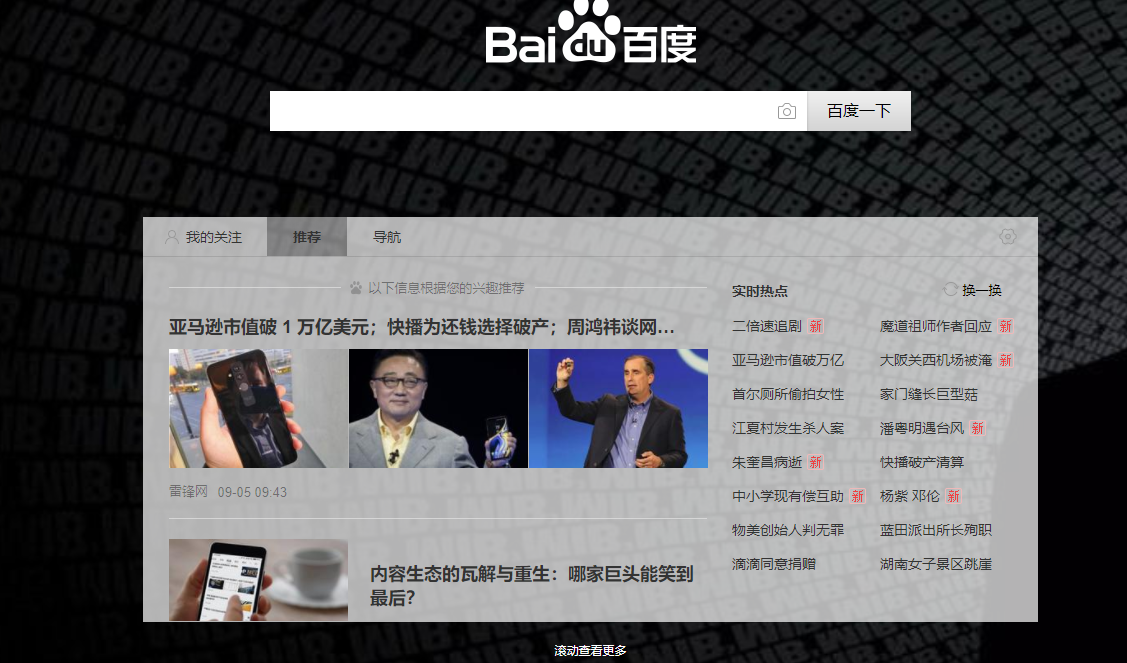 Bai du 百度
百度一下
我的关注 推荐 导航
以下信息根据您的兴趣推荐
亚马逊市值破 1 万亿美元；快播为还钱选择破产；周鸿祎谈网…
雷锋网 09-05 09:43
内容生态的瓦解与重生：哪家巨头能笑到
最后？
实时热点 换一换
二倍速追剧 新 魔道祖师作者回应 新
亚马逊市值破万亿 大阪关西机场被淹 新
首尔厕所偷拍女性 家门缝长巨型菇
江夏村发生杀人案 潘粤明遇台风 新
朱奎昌病逝 新 快播破产清算
中小学现有偿互助 新 杨紫 邓伦 新
物美创始人判无罪 蓝田派出所长殉职
滴滴同意捐赠 湖南女子景区跳崖
滚动查看更多